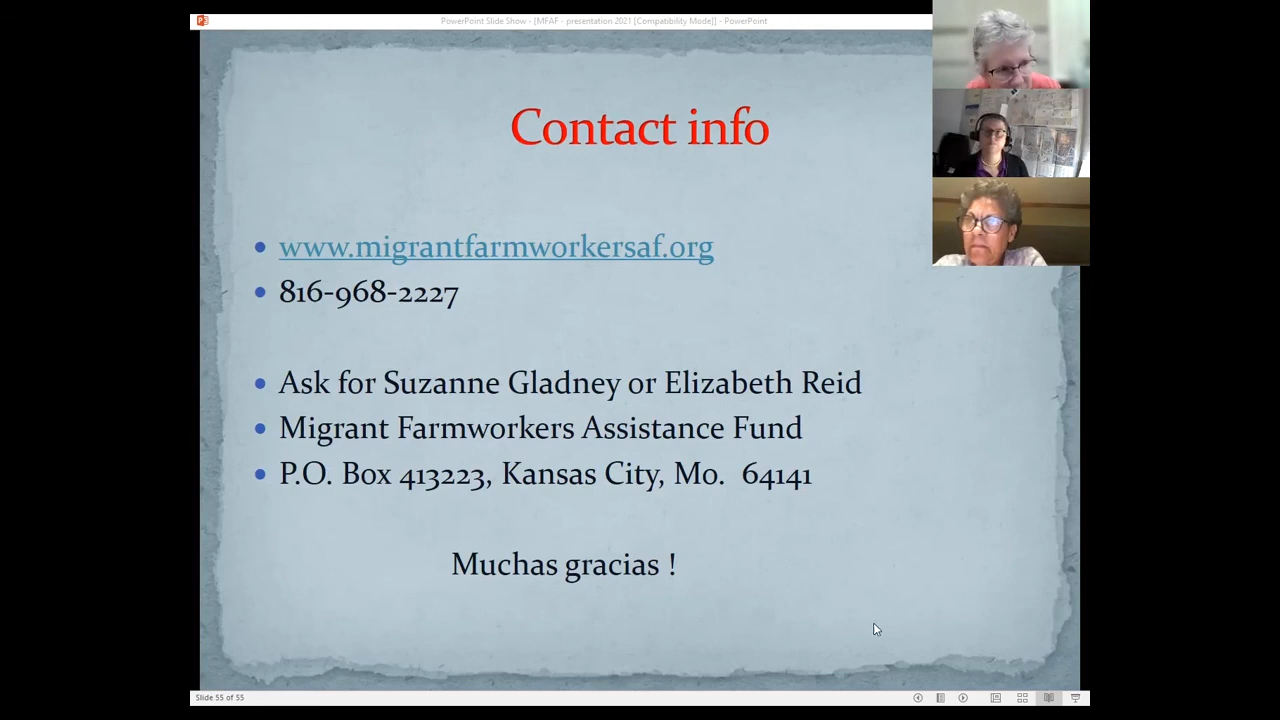 PowerPoint Slide Show - [MFAF - presentation 2021 [Compatibility Mode]] - PowerPoint
Contact info
www.migrantfarmworkersaf.org
816-968-2227
Ask for Suzanne Gladney or Elizabeth Reid
Migrant Farmworkers Assistance Fund
P.O. Box 413223, Kansas City, Mo. 64141
Muchas gracias !
Slide 55 of 55